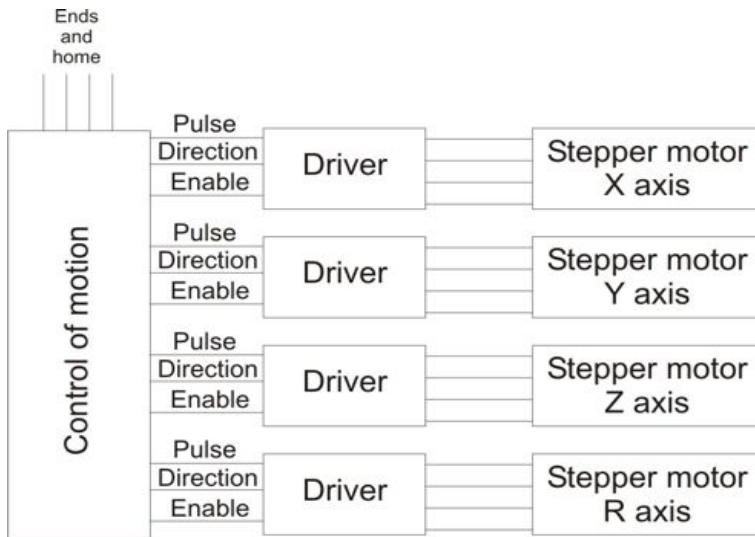 Ends
and
home
Control of motion
Pulse
Direction
Enable
Driver
Stepper motor
X axis
Pulse
Direction
Enable
Driver
Stepper motor
Y axis
Pulse
Direction
Enable
Driver
Stepper motor
Z axis
Pulse
Direction
Enable
Driver
Stepper motor
R axis